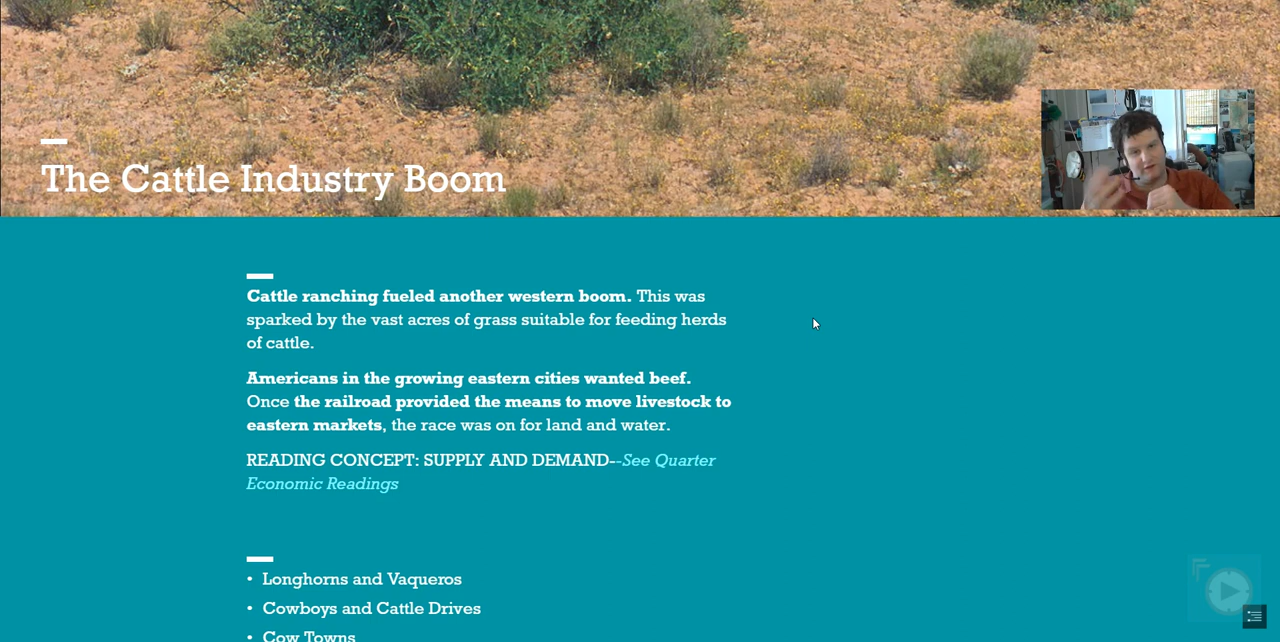 The Cattle Industry Boom
Cattle ranching fueled another western boom. This was
sparked by the vast acres of grass suitable for feeding herds
of cattle.
Americans in the growing eastern cities wanted beef.
Once the railroad provided the means to move livestock to
eastern markets, the race was on for land and water.
READING CONCEPT: SUPPLY AND DEMAND--See Quarter
Economic Readings
• Longhorns and Vaqueros
• Cowboys and Cattle Drives
• Cow Towns